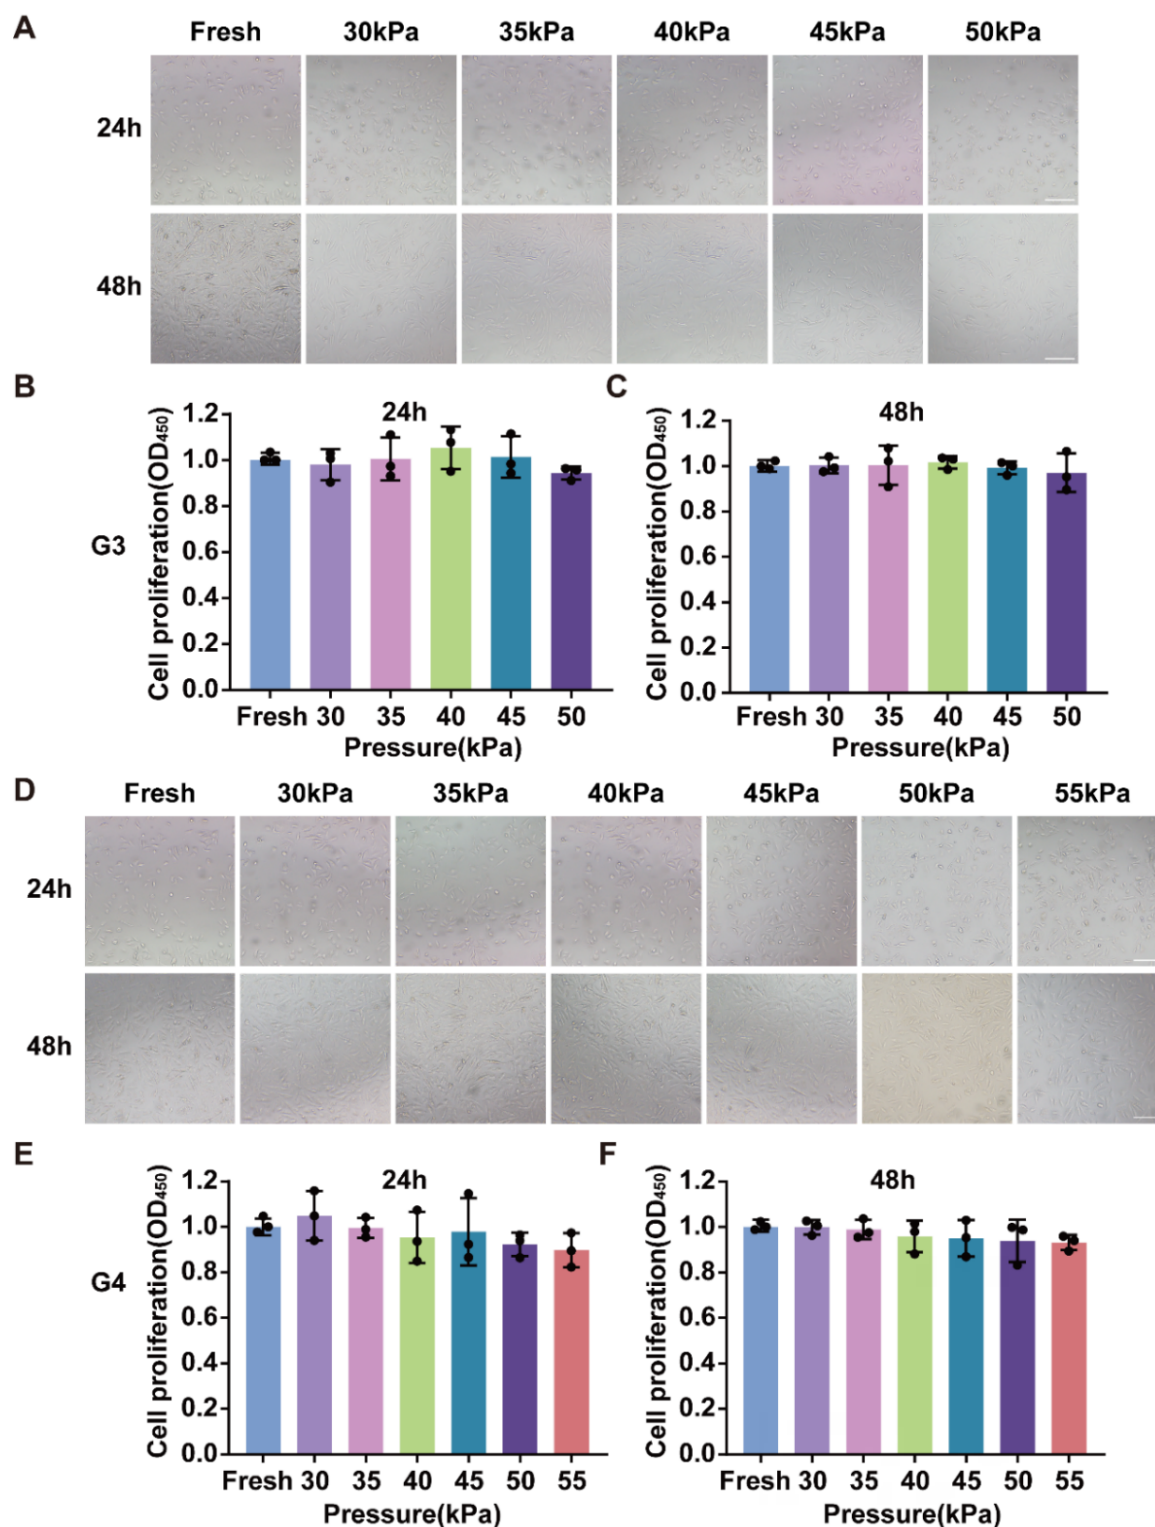 A
Fresh 30kPa 35kPa 40kPa 45kPa 50kPa
24h
48h
B
24h
Cell proliferation(OD450)
1.2
1.0
0.8
0.6
0.4
0.2
0.0
Fresh 30 35 40 45 50
Pressure(kPa)
G3
C
48h
Cell proliferation(OD450)
1.2
1.0
0.8
0.6
0.4
0.2
0.0
Fresh 30 35 40 45 50
Pressure(kPa)
D
Fresh 30kPa 35kPa 40kPa 45kPa 50kPa 55kPa
24h
48h
E
24h
Cell proliferation(OD450)
1.2
1.0
0.8
0.6
0.4
0.2
0.0
Fresh 30 35 40 45 50 55
Pressure(kPa)
G4
F
48h
Cell proliferation(OD450)
1.2
1.0
0.8
0.6
0.4
0.2
0.0
Fresh 30 35 40 45 50 55
Pressure(kPa)